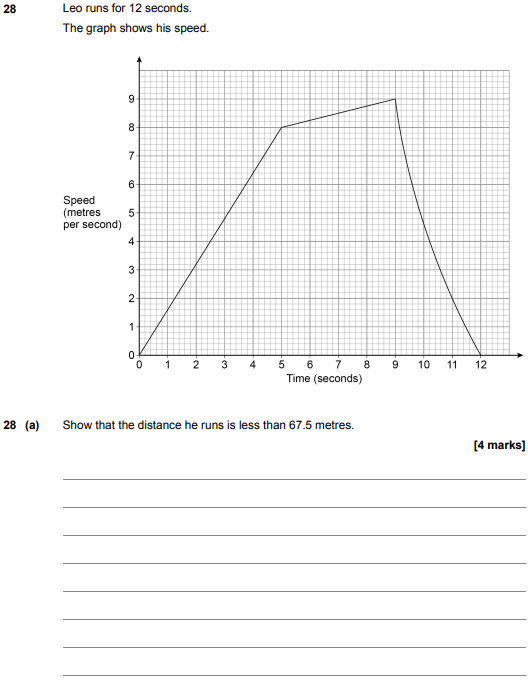 28 Leo runs for 12 seconds.
The graph shows his speed.
9
8
7
6
5
4
3
2
1
0
Speed
(metres
per second)
0 1 2 3 4 5 6 7 8 9 10 11 12
Time (seconds)
28 (a) Show that the distance he runs is less than 67.5 metres.
[4 marks]